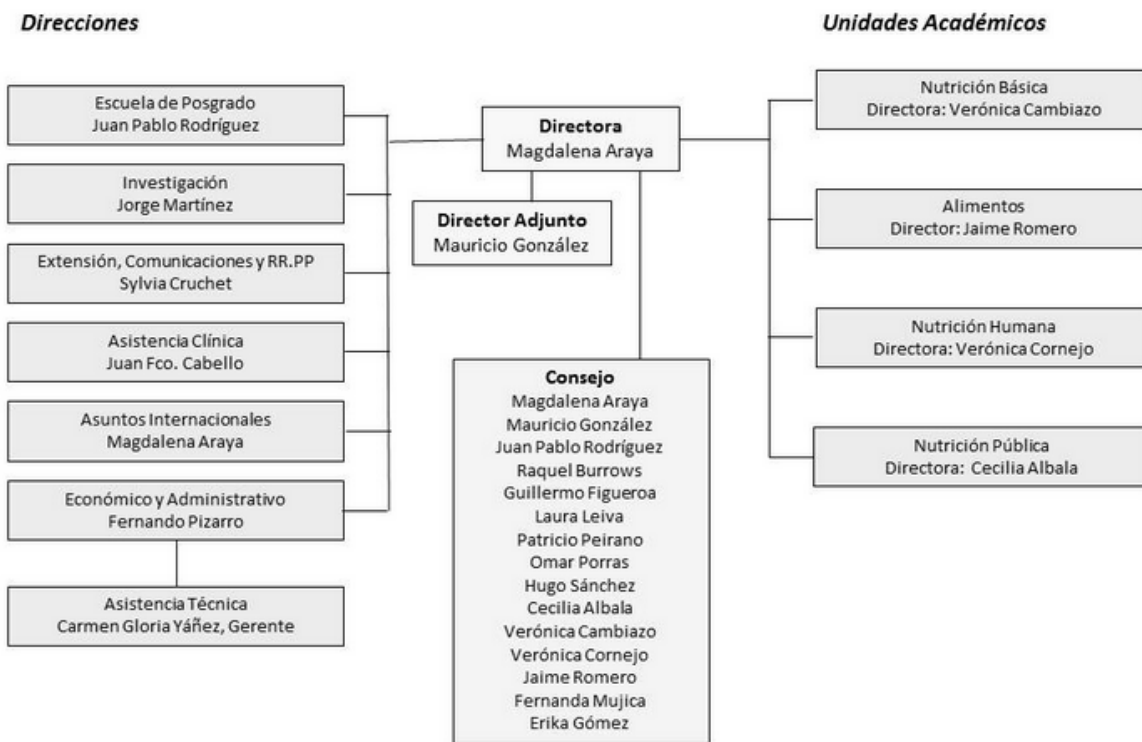 Direcciones
Unidades Académicos
Escuela de Posgrado
Juan Pablo Rodríguez
Investigación
Jorge Martínez
Extensión, Comunicaciones y RR.PP
Sylvia Cruchet
Asistencia Clínica
Juan Fco. Cabello
Asuntos Internacionales
Magdalena Araya
Económico y Administrativo
Fernando Pizarro
Asistencia Técnica
Carmen Gloria Yáñez, Gerente
Directora
Magdalena Araya
Director Adjunto
Mauricio González
Consejo
Magdalena Araya
Mauricio González
Juan Pablo Rodríguez
Raquel Burrows
Guillermo Figueroa
Laura Leiva
Patricio Peirano
Omar Porras
Hugo Sánchez
Cecilia Albala
Verónica Cambiazo
Verónica Cornejo
Jaime Romero
Fernanda Mujica
Erika Gómez
Nutrición Básica
Directora: Verónica Cambiazo
Alimentos
Director: Jaime Romero
Nutrición Humana
Directora: Verónica Cornejo
Nutrición Pública
Directora: Cecilia Albala